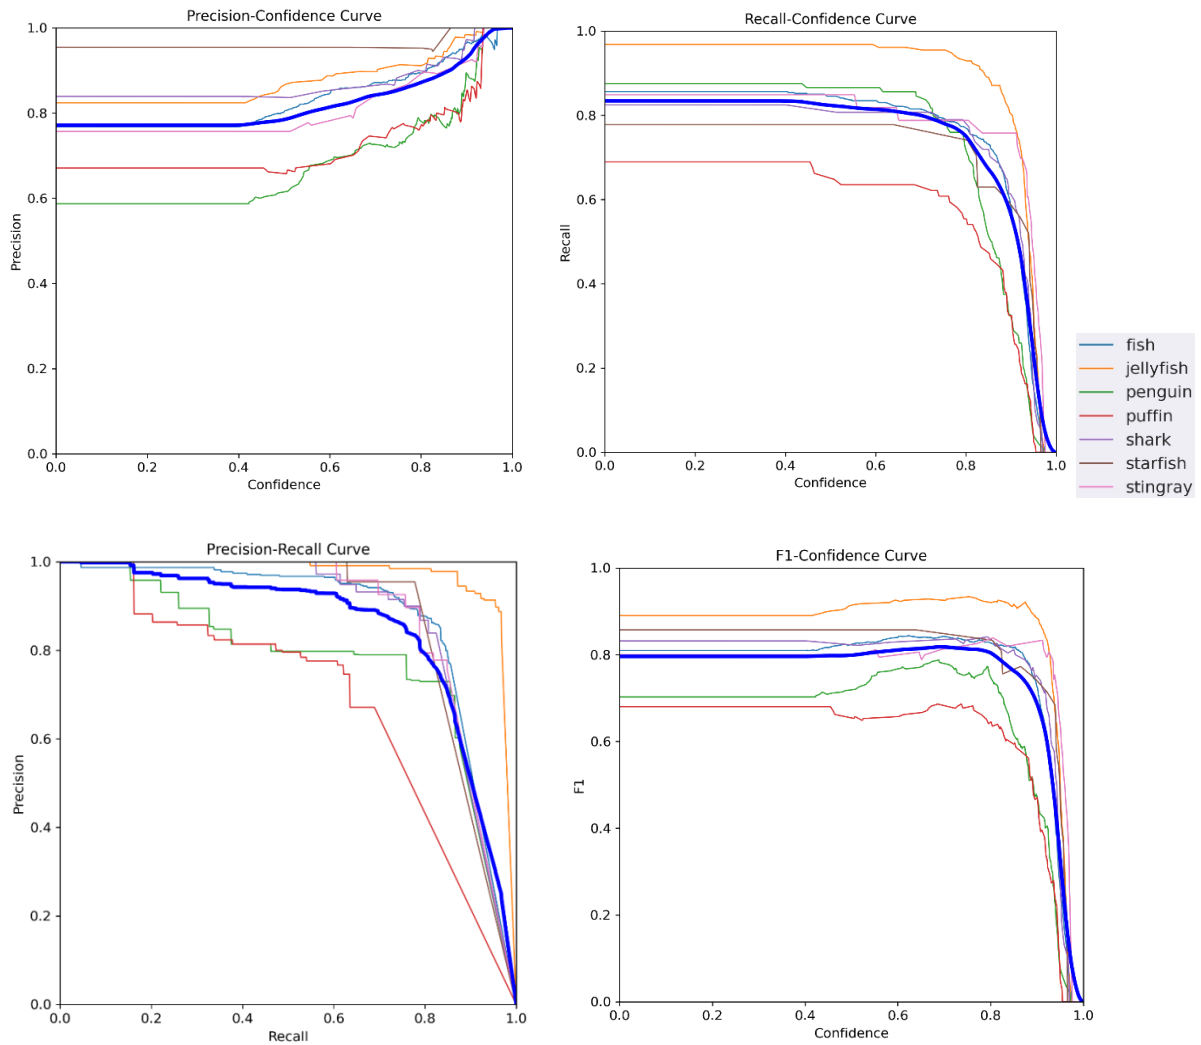 Precision-Confidence Curve
1.0
0.8
0.6
0.4
0.2
0.0
Precision
0.0 0.2 0.4 0.6 0.8 1.0
Confidence
Recall-Confidence Curve
1.0
0.8
0.6
0.4
0.2
0.0
Recall
0.0 0.2 0.4 0.6 0.8 1.0
Confidence
fish
jellyfish
penguin
puffin
shark
starfish
stingray
Precision-Recall Curve
1.0
0.8
0.6
0.4
0.2
0.0
Precision
0.0 0.2 0.4 0.6 0.8 1.0
Recall
F1-Confidence Curve
1.0
0.8
0.6
0.4
0.2
0.0
F1
0.0 0.2 0.4 0.6 0.8 1.0
Confidence